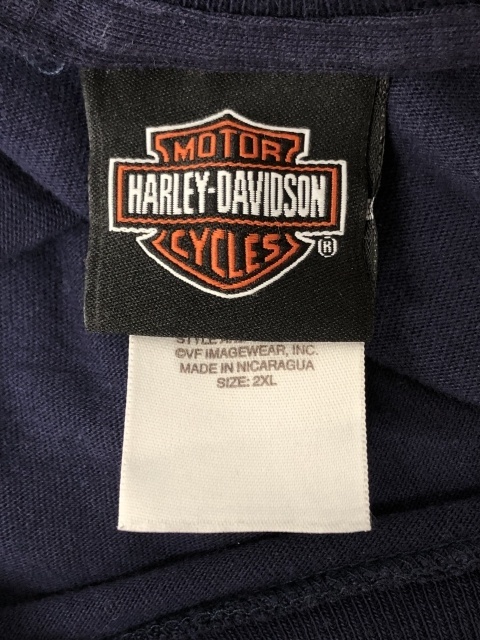 MOTOR
HARLEY-DAVIDSON
CYCLES
®
©VF IMAGEWEAR, INC.
MADE IN NICARAGUA
SIZE: 2XL